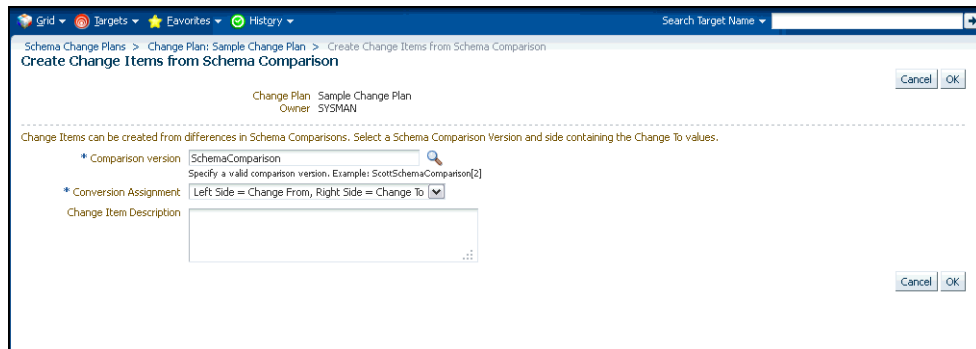 Grid Targets Favorites History Search Target Name
Schema Change Plans > Change Plan: Sample Change Plan > Create Change Items from Schema Comparison
Create Change Items from Schema Comparison
Cancel OK
Change Plan Sample Change Plan
Owner SYSMAN
Change Items can be created from differences in Schema Comparisons. Select a Schema Comparison Version and side containing the Change To values.
* Comparison version SchemaComparison
Specify a valid comparison version. Example: ScottSchemaComparison[2]
* Conversion Assignment Left Side = Change From, Right Side = Change To
Change Item Description
Cancel OK